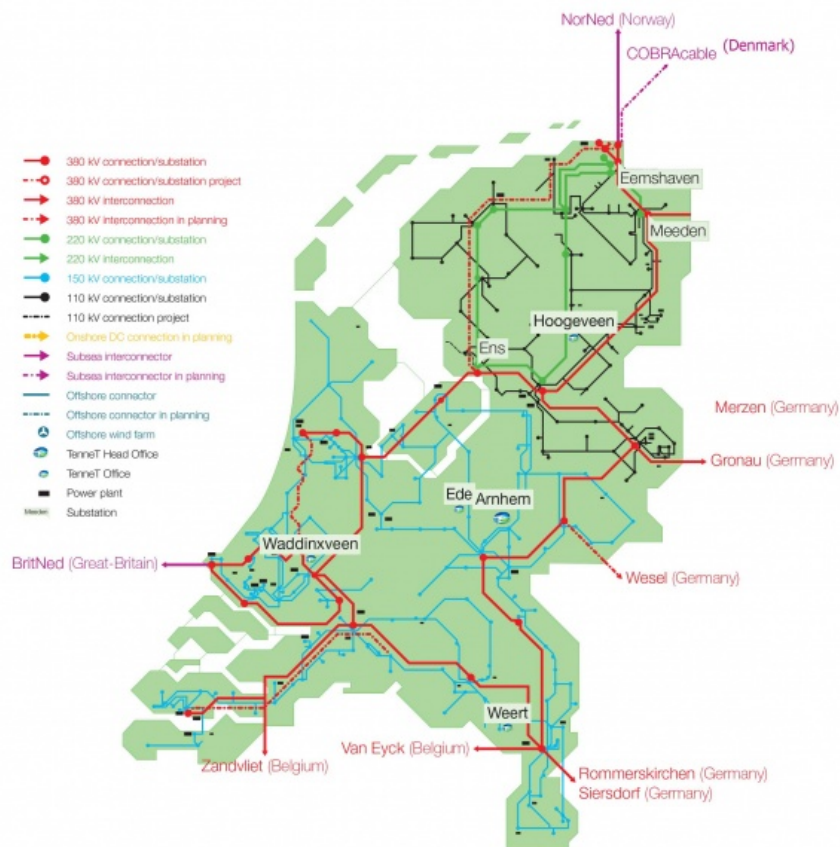 NorNed (Norway)
COBRAcable (Denmark)
380 kV connection/substation
380 kV connection/substation project
380 kV interconnection
380 kV interconnection in planning
220 kV connection/substation
220 kV interconnection
150 kV connection/substation
110 kV connection/substation
110 kV connection project
Onshore DC connection in planning
Subsea interconnector
Subsea interconnector in planning
Offshore connector
Offshore connector in planning
Offshore wind farm
TenneT Head Office
TenneT Office
Power plant
Meeden Substation
Eemshaven
Meeden
Hoogeveen
Ens
Merzen (Germany)
Gronau (Germany)
Ede Arnhem
Waddinxveen
BritNed (Great-Britain)
Wesel (Germany)
Weert
Van Eyck (Belgium)
Zandvliet (Belgium)
Rommerskirchen (Germany)
Siersdorf (Germany)